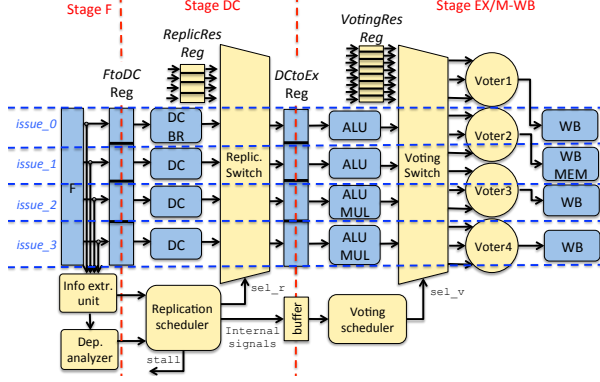 Stage F
Stage DC
Stage EX/M-WB
ReplicRes
Reg
VotingRes
Reg
FtoDC
Reg
DCtoEx
Reg
Voter1
issue_0
DC
BR
ALU
WB
Voter2
issue_1
F
DC
Replic.
Switch
ALU
Voting
Switch
WB
MEM
issue_2
DC
ALU
MUL
Voter3
WB
issue_3
DC
ALU
MUL
Voter4
WB
Info extr.
unit
sel_r
sel_v
Replication
scheduler
Internal
signals
buffer
Voting
scheduler
Dep.
analyzer
stall